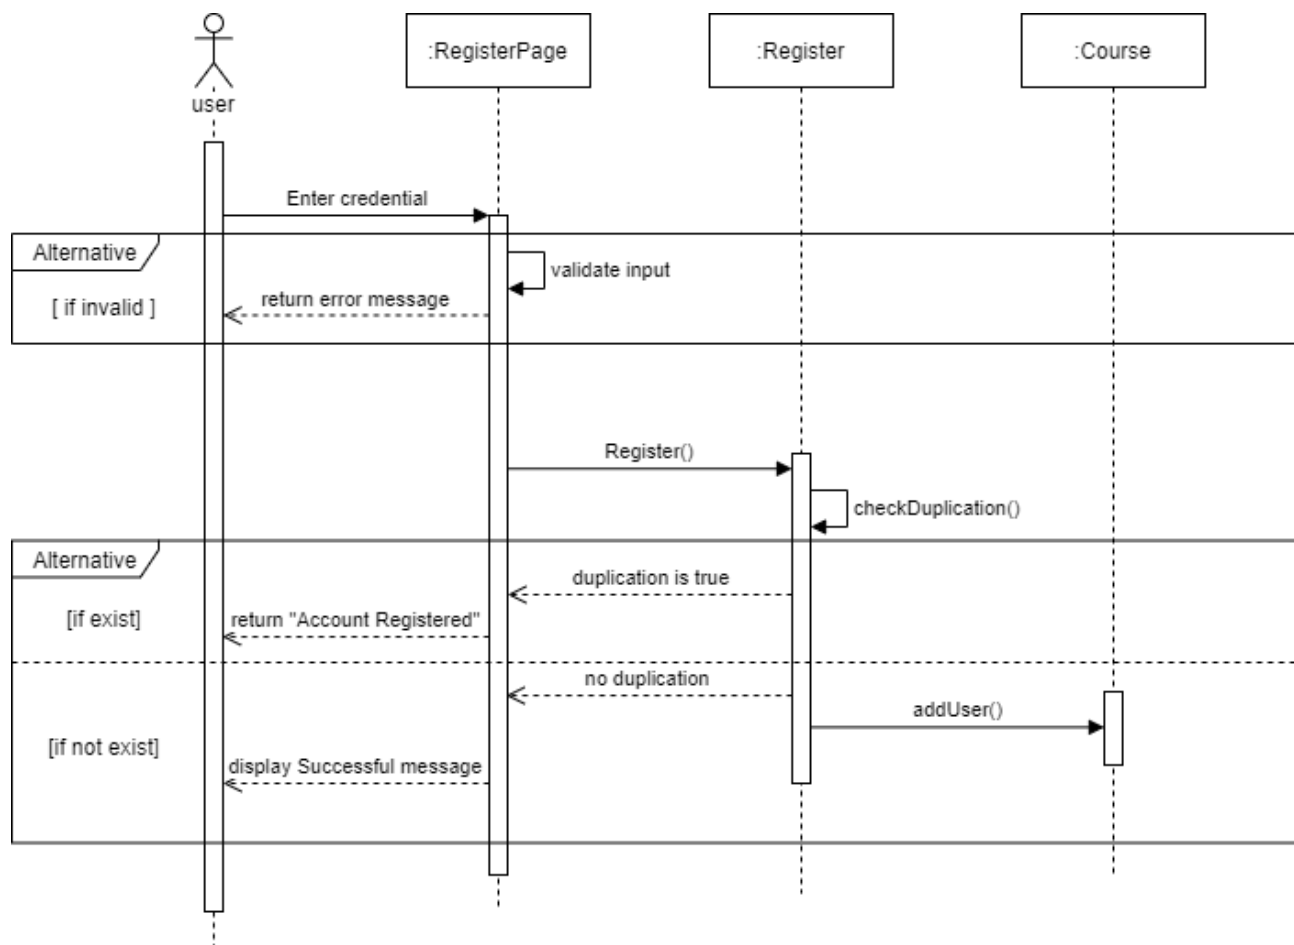 :RegisterPage
:Register
:Course
user
Enter credential
Alternative
validate input
return error message
[ if invalid ]
Register()
checkDuplication()
Alternative
duplication is true
[if exist]
return "Account Registered"
no duplication
addUser()
[if not exist]
display Successful message